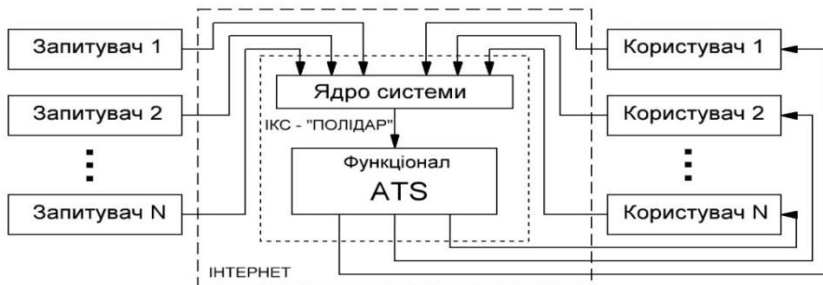 Запитувач 1
Користувач 1
Ядро системи
Запитувач 2
Користувач 2
ІКС - "ПОЛІДАР"
Функціонал
ATS
Запитувач N
Користувач N
ІНТЕРНЕТ